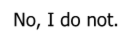 No, I do not.